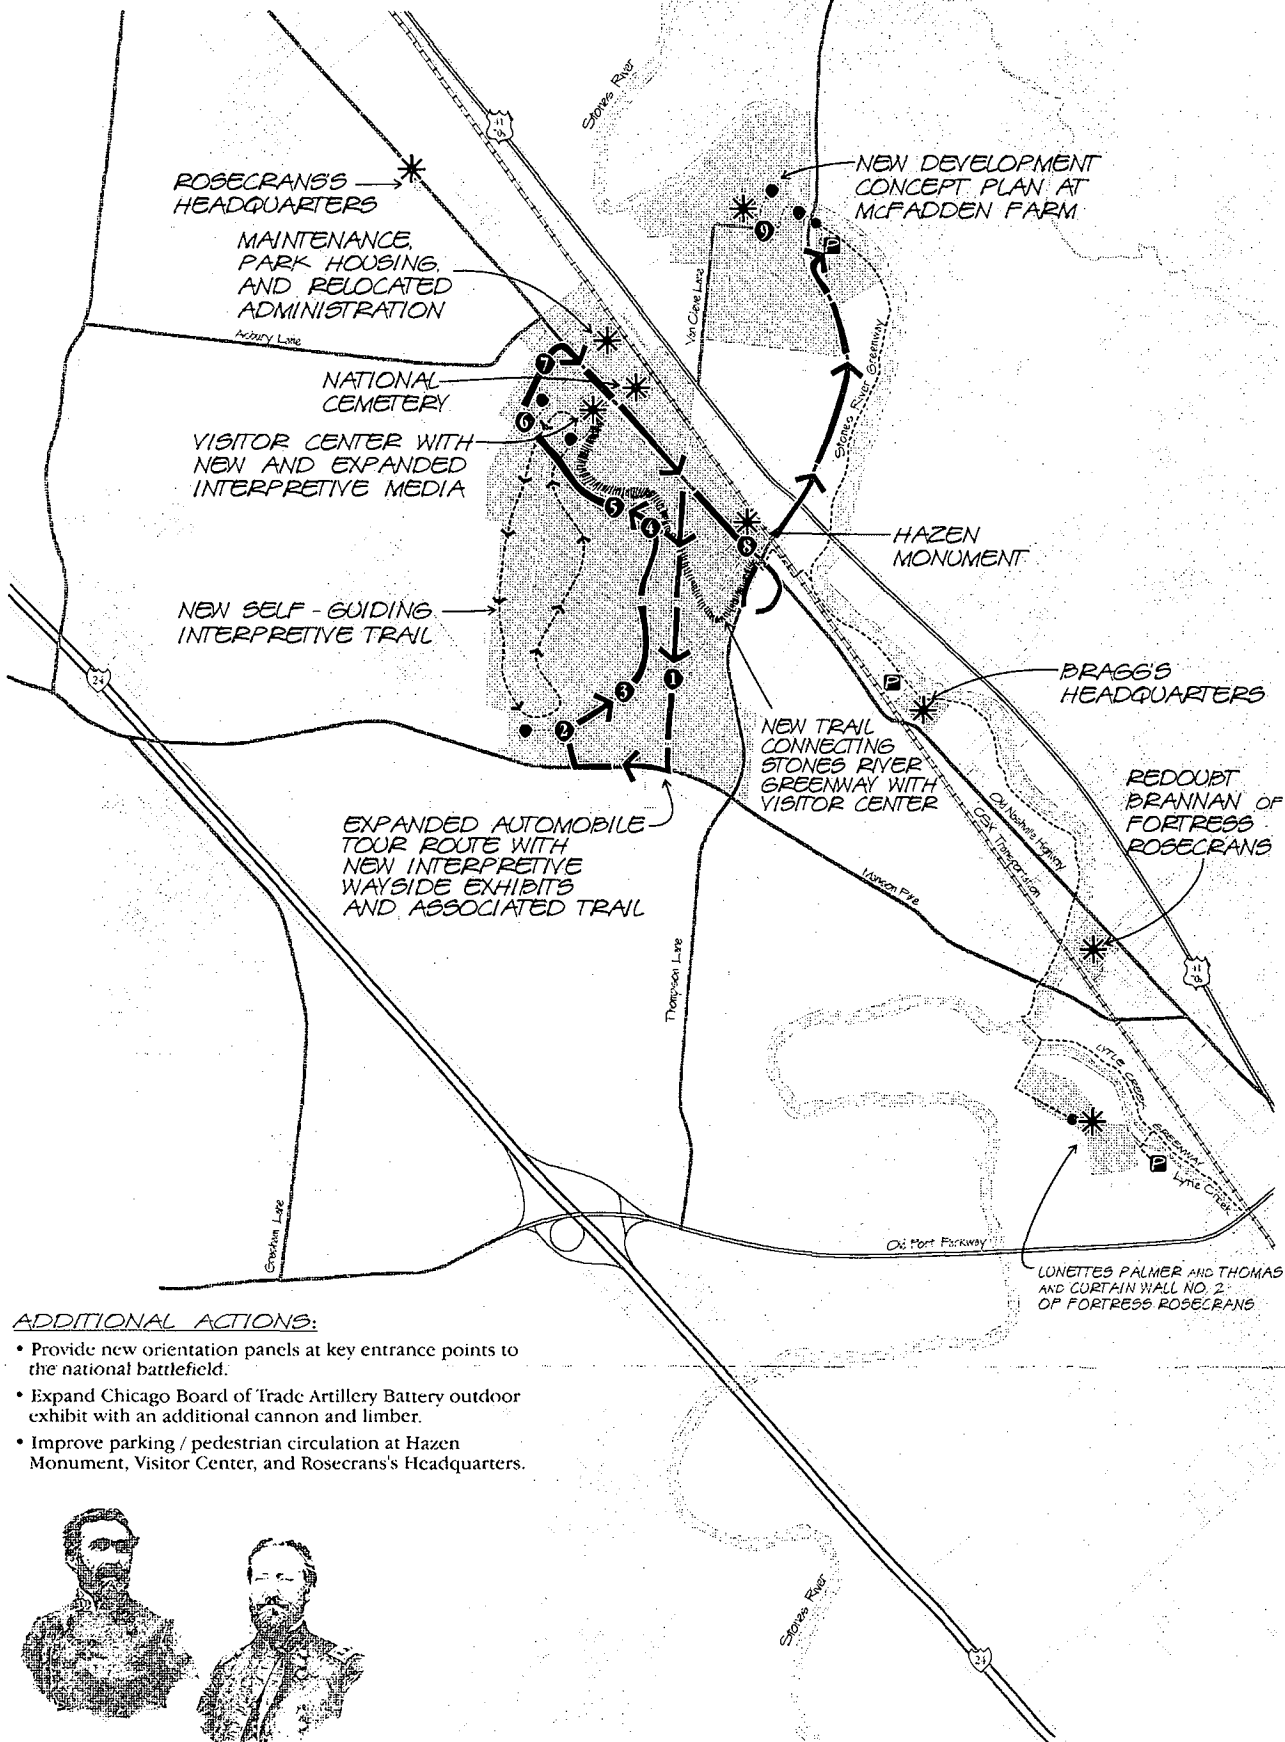 Stones River
41
70S
NEW DEVELOPMENT
CONCEPT PLAN AT
McFADDEN FARM
ROSECRANS'S
HEADQUARTERS
MAINTENANCE,
PARK HOUSING,
AND RELOCATED
ADMINISTRATION
9
P
Van Cleve Lane
Asbury Lane
7
NATIONAL
CEMETERY
6
VISITOR CENTER WITH
NEW AND EXPANDED
INTERPRETIVE MEDIA
Stones River Greenway
5
4
8
HAZEN
MONUMENT
NEW SELF-GUIDING
INTERPRETIVE TRAIL
24
3
1
2
P
BRAGG'S
HEADQUARTERS
NEW TRAIL
CONNECTING
STONES RIVER
GREENWAY WITH
VISITOR CENTER
REDOUBT
BRANNAN OF
FORTRESS
ROSECRANS
Old Nashville Highway
CSX Transportation
EXPANDED AUTOMOBILE
TOUR ROUTE WITH
NEW INTERPRETIVE
WAYSIDE EXHIBITS
AND ASSOCIATED TRAIL
Manson Pike
Thompson Lane
41
70S
LYTLE CREEK
GREENWAY
P
Lytle Creek
Gresham Lane
Old Fort Parkway
LUNETTES PALMER AND THOMAS
AND CURTAIN WALL NO. 2
OF FORTRESS ROSECRANS
ADDITIONAL ACTIONS:
• Provide new orientation panels at key entrance points to
the national battlefield.
• Expand Chicago Board of Trade Artillery Battery outdoor
exhibit with an additional cannon and limber.
• Improve parking / pedestrian circulation at Hazen
Monument, Visitor Center, and Rosecrans's Headquarters.
Stones River
24